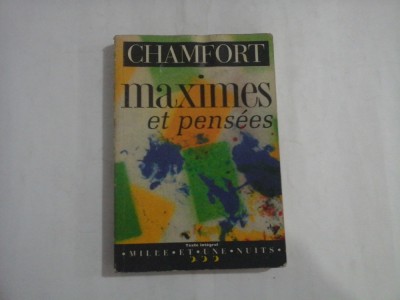 CHAMFORT
maximes
et pensées
Texte intégral
•MILLE•ET•UNE•NUITS•